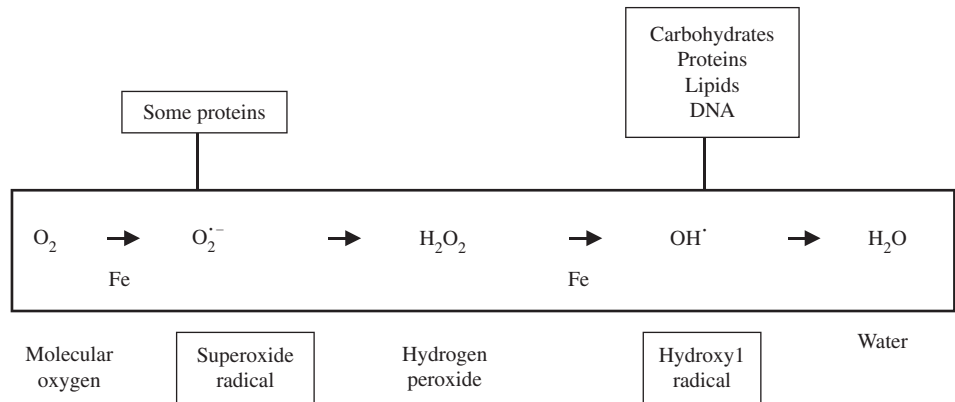 Carbohydrates
Proteins
Lipids
DNA
Some proteins
O₂ → O₂˙⁻ → H₂O₂ → OH˙ → H₂O
Fe Fe
Molecular
oxygen
Superoxide
radical
Hydrogen
peroxide
Hydroxy1
radical
Water